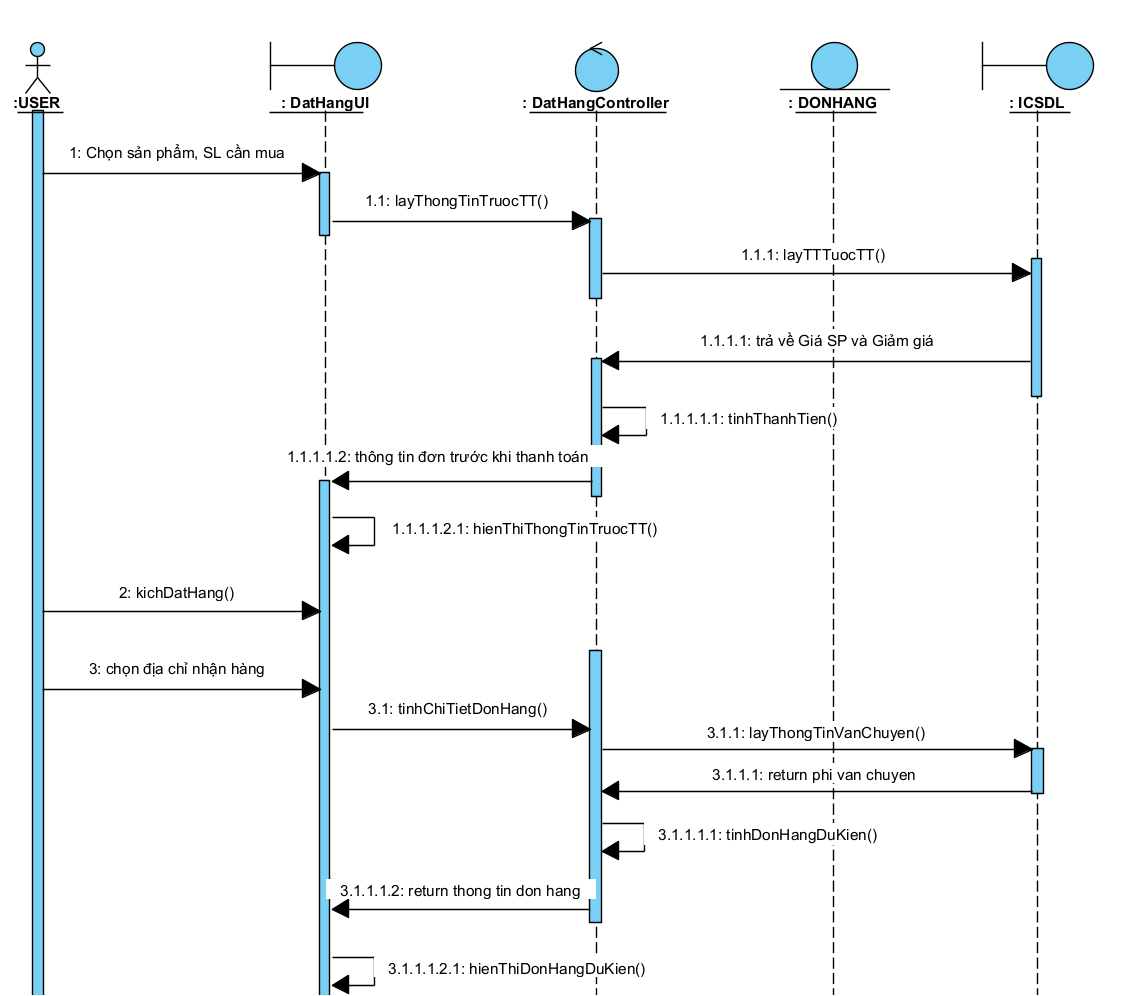 :USER
: DatHangUI
: DatHangController
: DONHANG
: ICSDL
1: Chọn sản phẩm, SL cần mua
1.1: layThongTinTruocTT()
1.1.1: layTTTuocTT()
1.1.1.1: trả về Giá SP và Giảm giá
1.1.1.1.1: tinhThanhTien()
1.1.1.1.2: thông tin đơn trước khi thanh toán
1.1.1.1.2.1: hienThiThongTinTruocTT()
2: kichDatHang()
3: chọn địa chỉ nhận hàng
3.1: tinhChiTietDonHang()
3.1.1: layThongTinVanChuyen()
3.1.1.1: return phi van chuyen
3.1.1.1.1: tinhDonHangDuKien()
3.1.1.1.2: return thong tin don hang
3.1.1.1.2.1: hienThiDonHangDuKien()